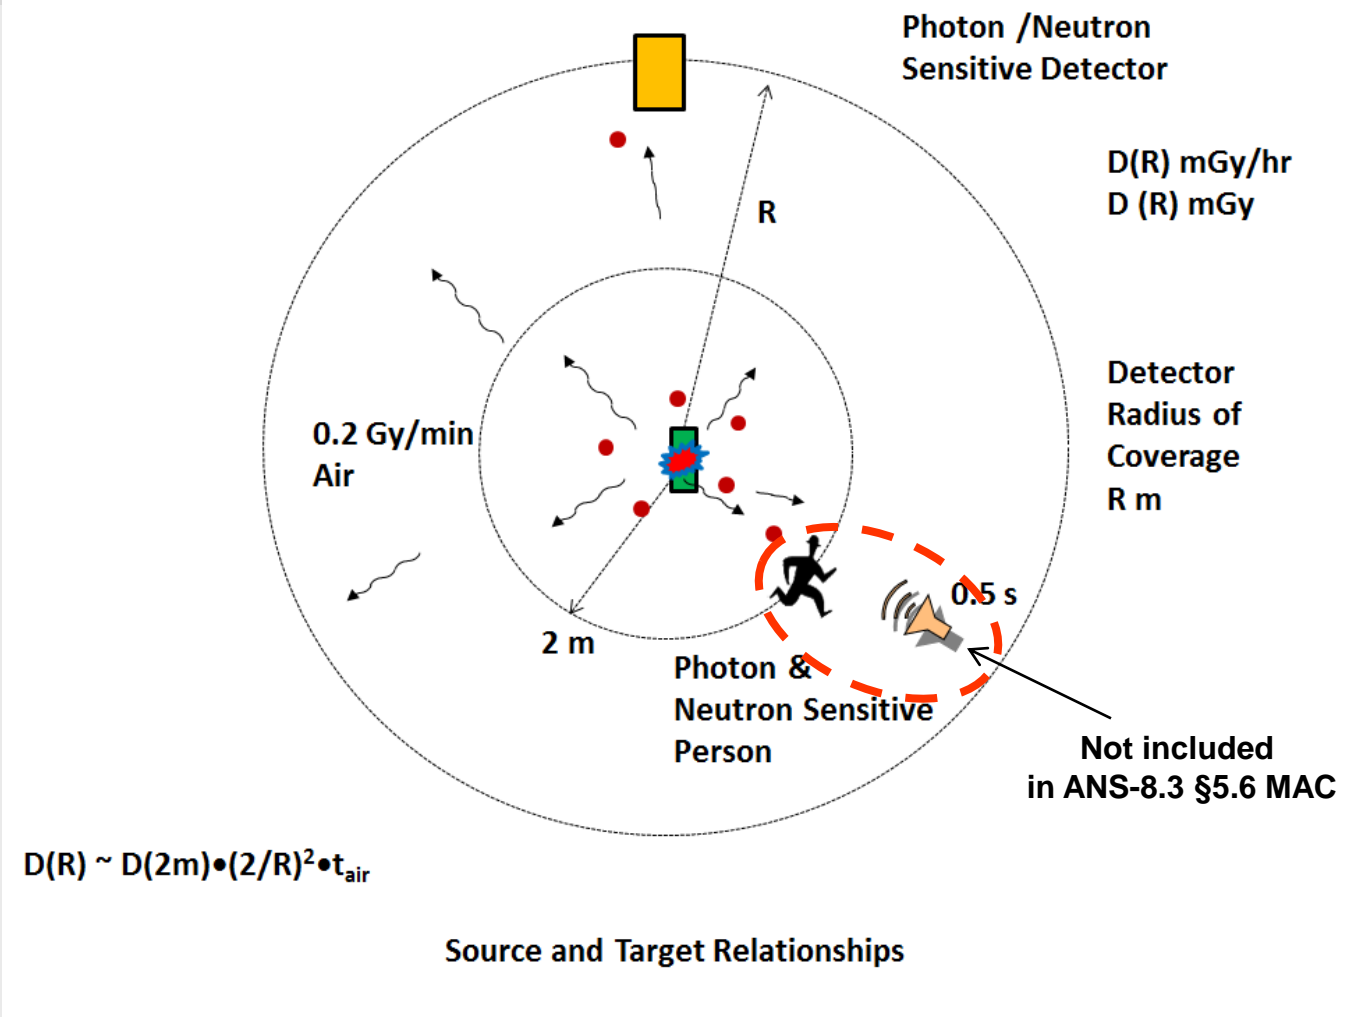 Photon /Neutron
Sensitive Detector
D(R) mGy/hr
D (R) mGy
R
Detector
Radius of
Coverage
R m
0.2 Gy/min
Air
0.5 s
2 m
Photon &
Neutron Sensitive
Person
Not included
in ANS-8.3 §5.6 MAC
D(R) ~ D(2m)•(2/R)²•tair
Source and Target Relationships